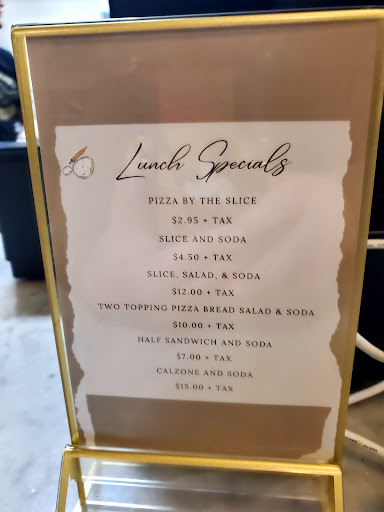 Lunch Specials
PIZZA BY THE SLICE
$2.95 + TAX
SLICE AND SODA
$4.50 + TAX
SLICE, SALAD, & SODA
$12.00 + TAX
TWO TOPPING PIZZA BREAD SALAD & SODA
$10.00 + TAX
HALF SANDWICH AND SODA
$7.00 + TAX
CALZONE AND SODA
$15.00 + TAX